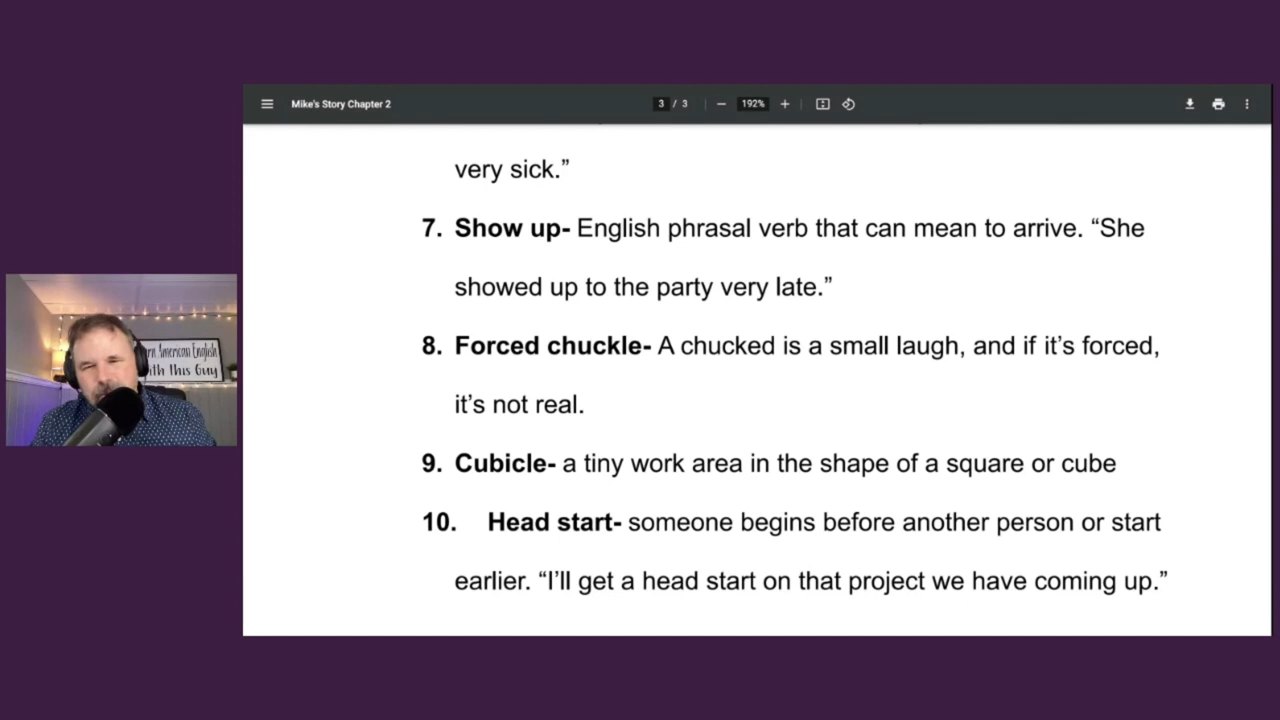 Mike's Story Chapter 2
3 / 3
192%
very sick.”
7. Show up- English phrasal verb that can mean to arrive. “She
showed up to the party very late.”
8. Forced chuckle- A chucked is a small laugh, and if it’s forced,
it’s not real.
9. Cubicle- a tiny work area in the shape of a square or cube
10. Head start- someone begins before another person or start
earlier. “I’ll get a head start on that project we have coming up.”
American English
this Guy